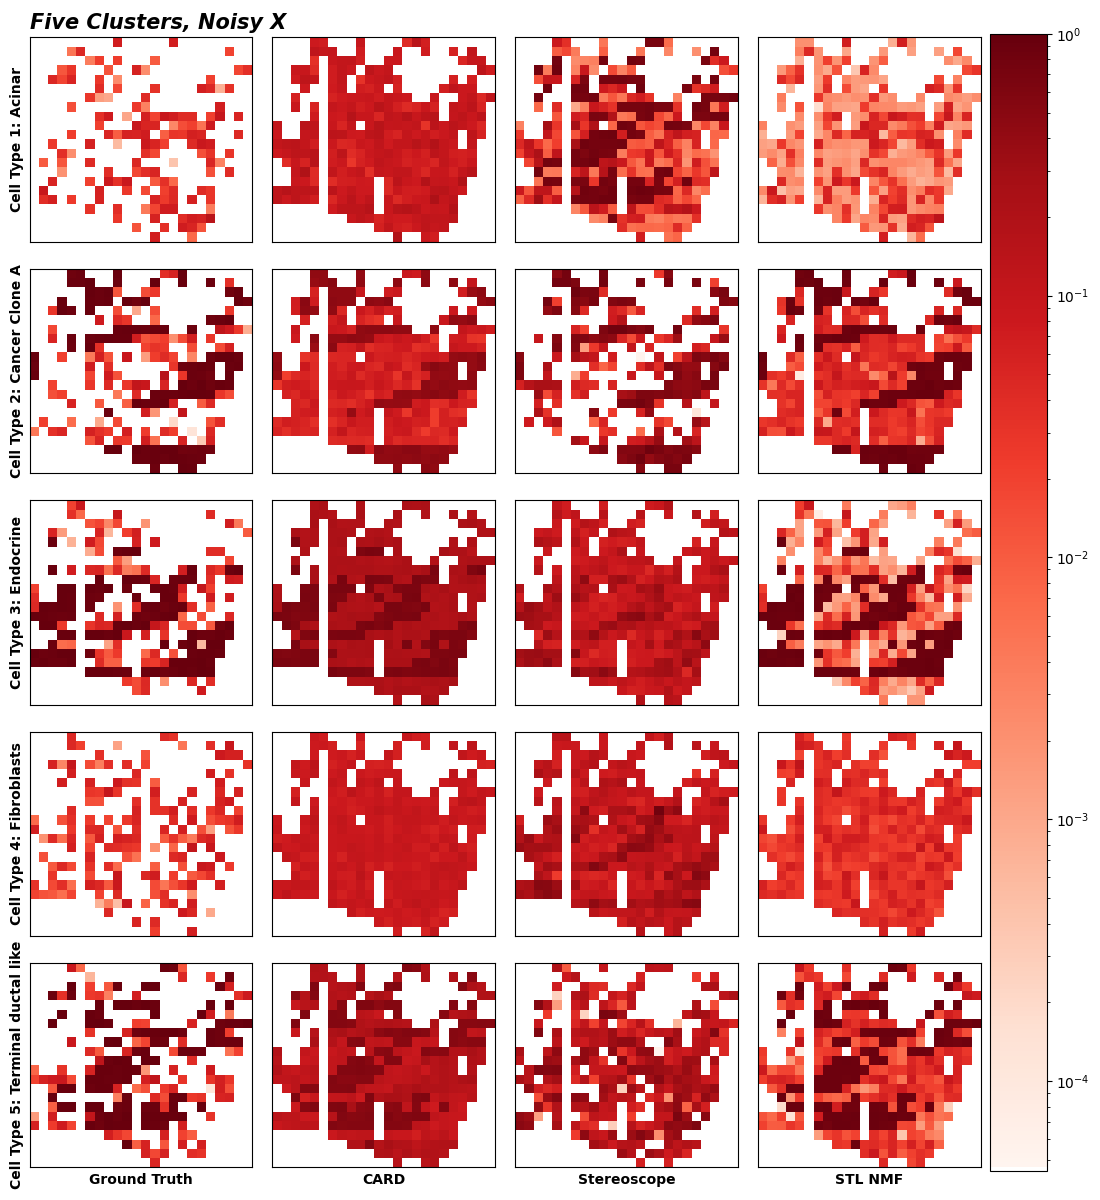 Five Clusters, Noisy X
Cell Type 1: Acinar
Cell Type 2: Cancer Clone A
Cell Type 3: Endocrine
Cell Type 4: Fibroblasts
Cell Type 5: Terminal ductal like
Ground Truth
CARD
Stereoscope
STL NMF
10⁰
10⁻¹
10⁻²
10⁻³
10⁻⁴